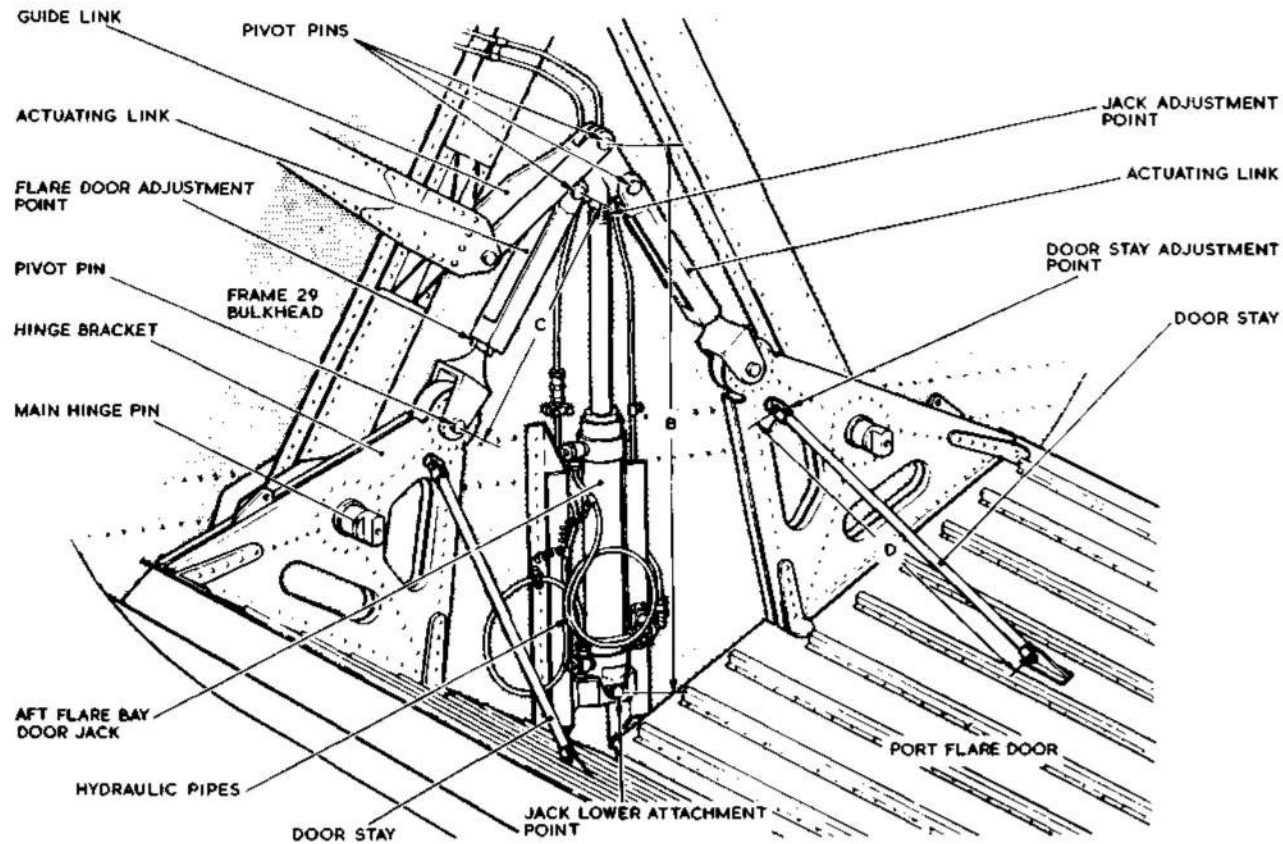 GUIDE LINK
PIVOT PINS
ACTUATING LINK
FLARE DOOR ADJUSTMENT
POINT
PIVOT PIN
FRAME 29
BULKHEAD
HINGE BRACKET
MAIN HINGE PIN
AFT FLARE BAY
DOOR JACK
HYDRAULIC PIPES
DOOR STAY
JACK LOWER ATTACHMENT
POINT
PORT FLARE DOOR
JACK ADJUSTMENT
POINT
ACTUATING LINK
DOOR STAY ADJUSTMENT
POINT
DOOR STAY
C
B
D